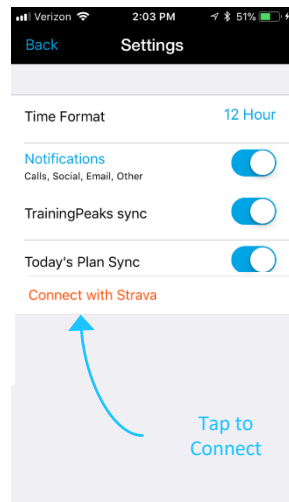 Verizon 2:03 PM 51%
Back Settings
Time Format 12 Hour
Notifications
Calls, Social, Email, Other
TrainingPeaks sync
Today's Plan Sync
Connect with Strava
Tap to
Connect